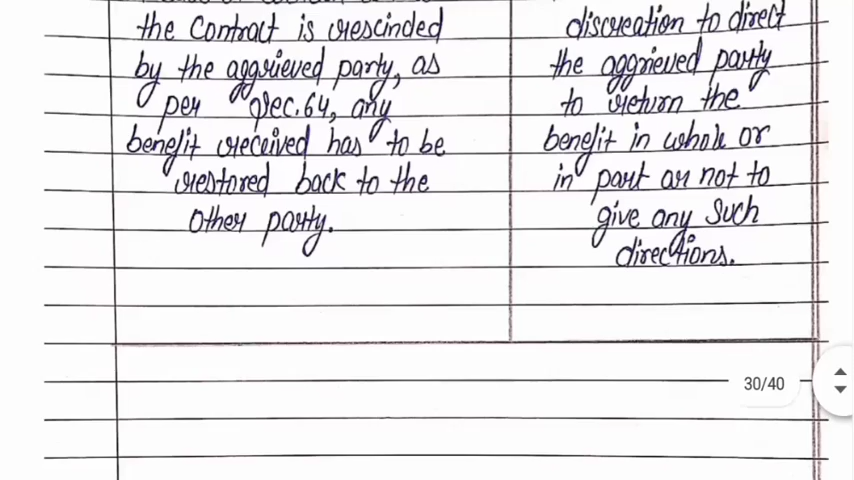 the Contract is rescinded
by the aggrieved party, as
per Sec.64, any
benefit received has to be
restored back to the
other party.
discreation to direct
the aggrieved party
to return the
benefit in whole or
in part or not to
give any Such
directions.
30/40